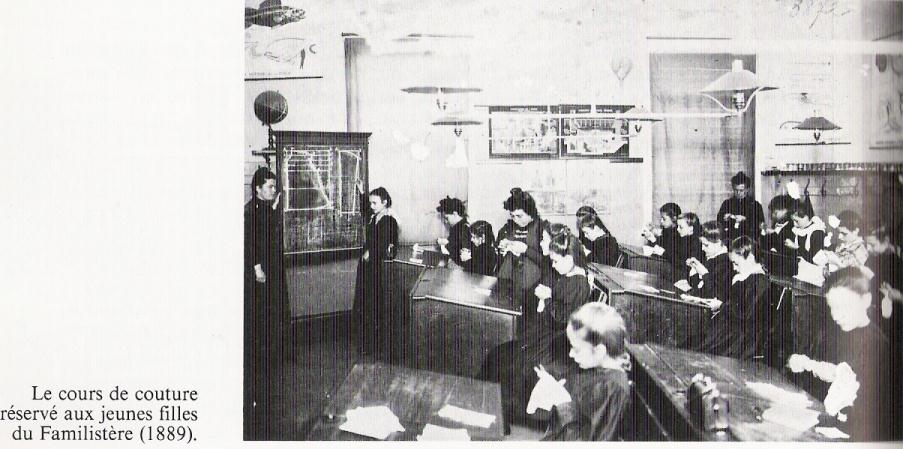 Le cours de couture
réservé aux jeunes filles
du Familistère (1889).